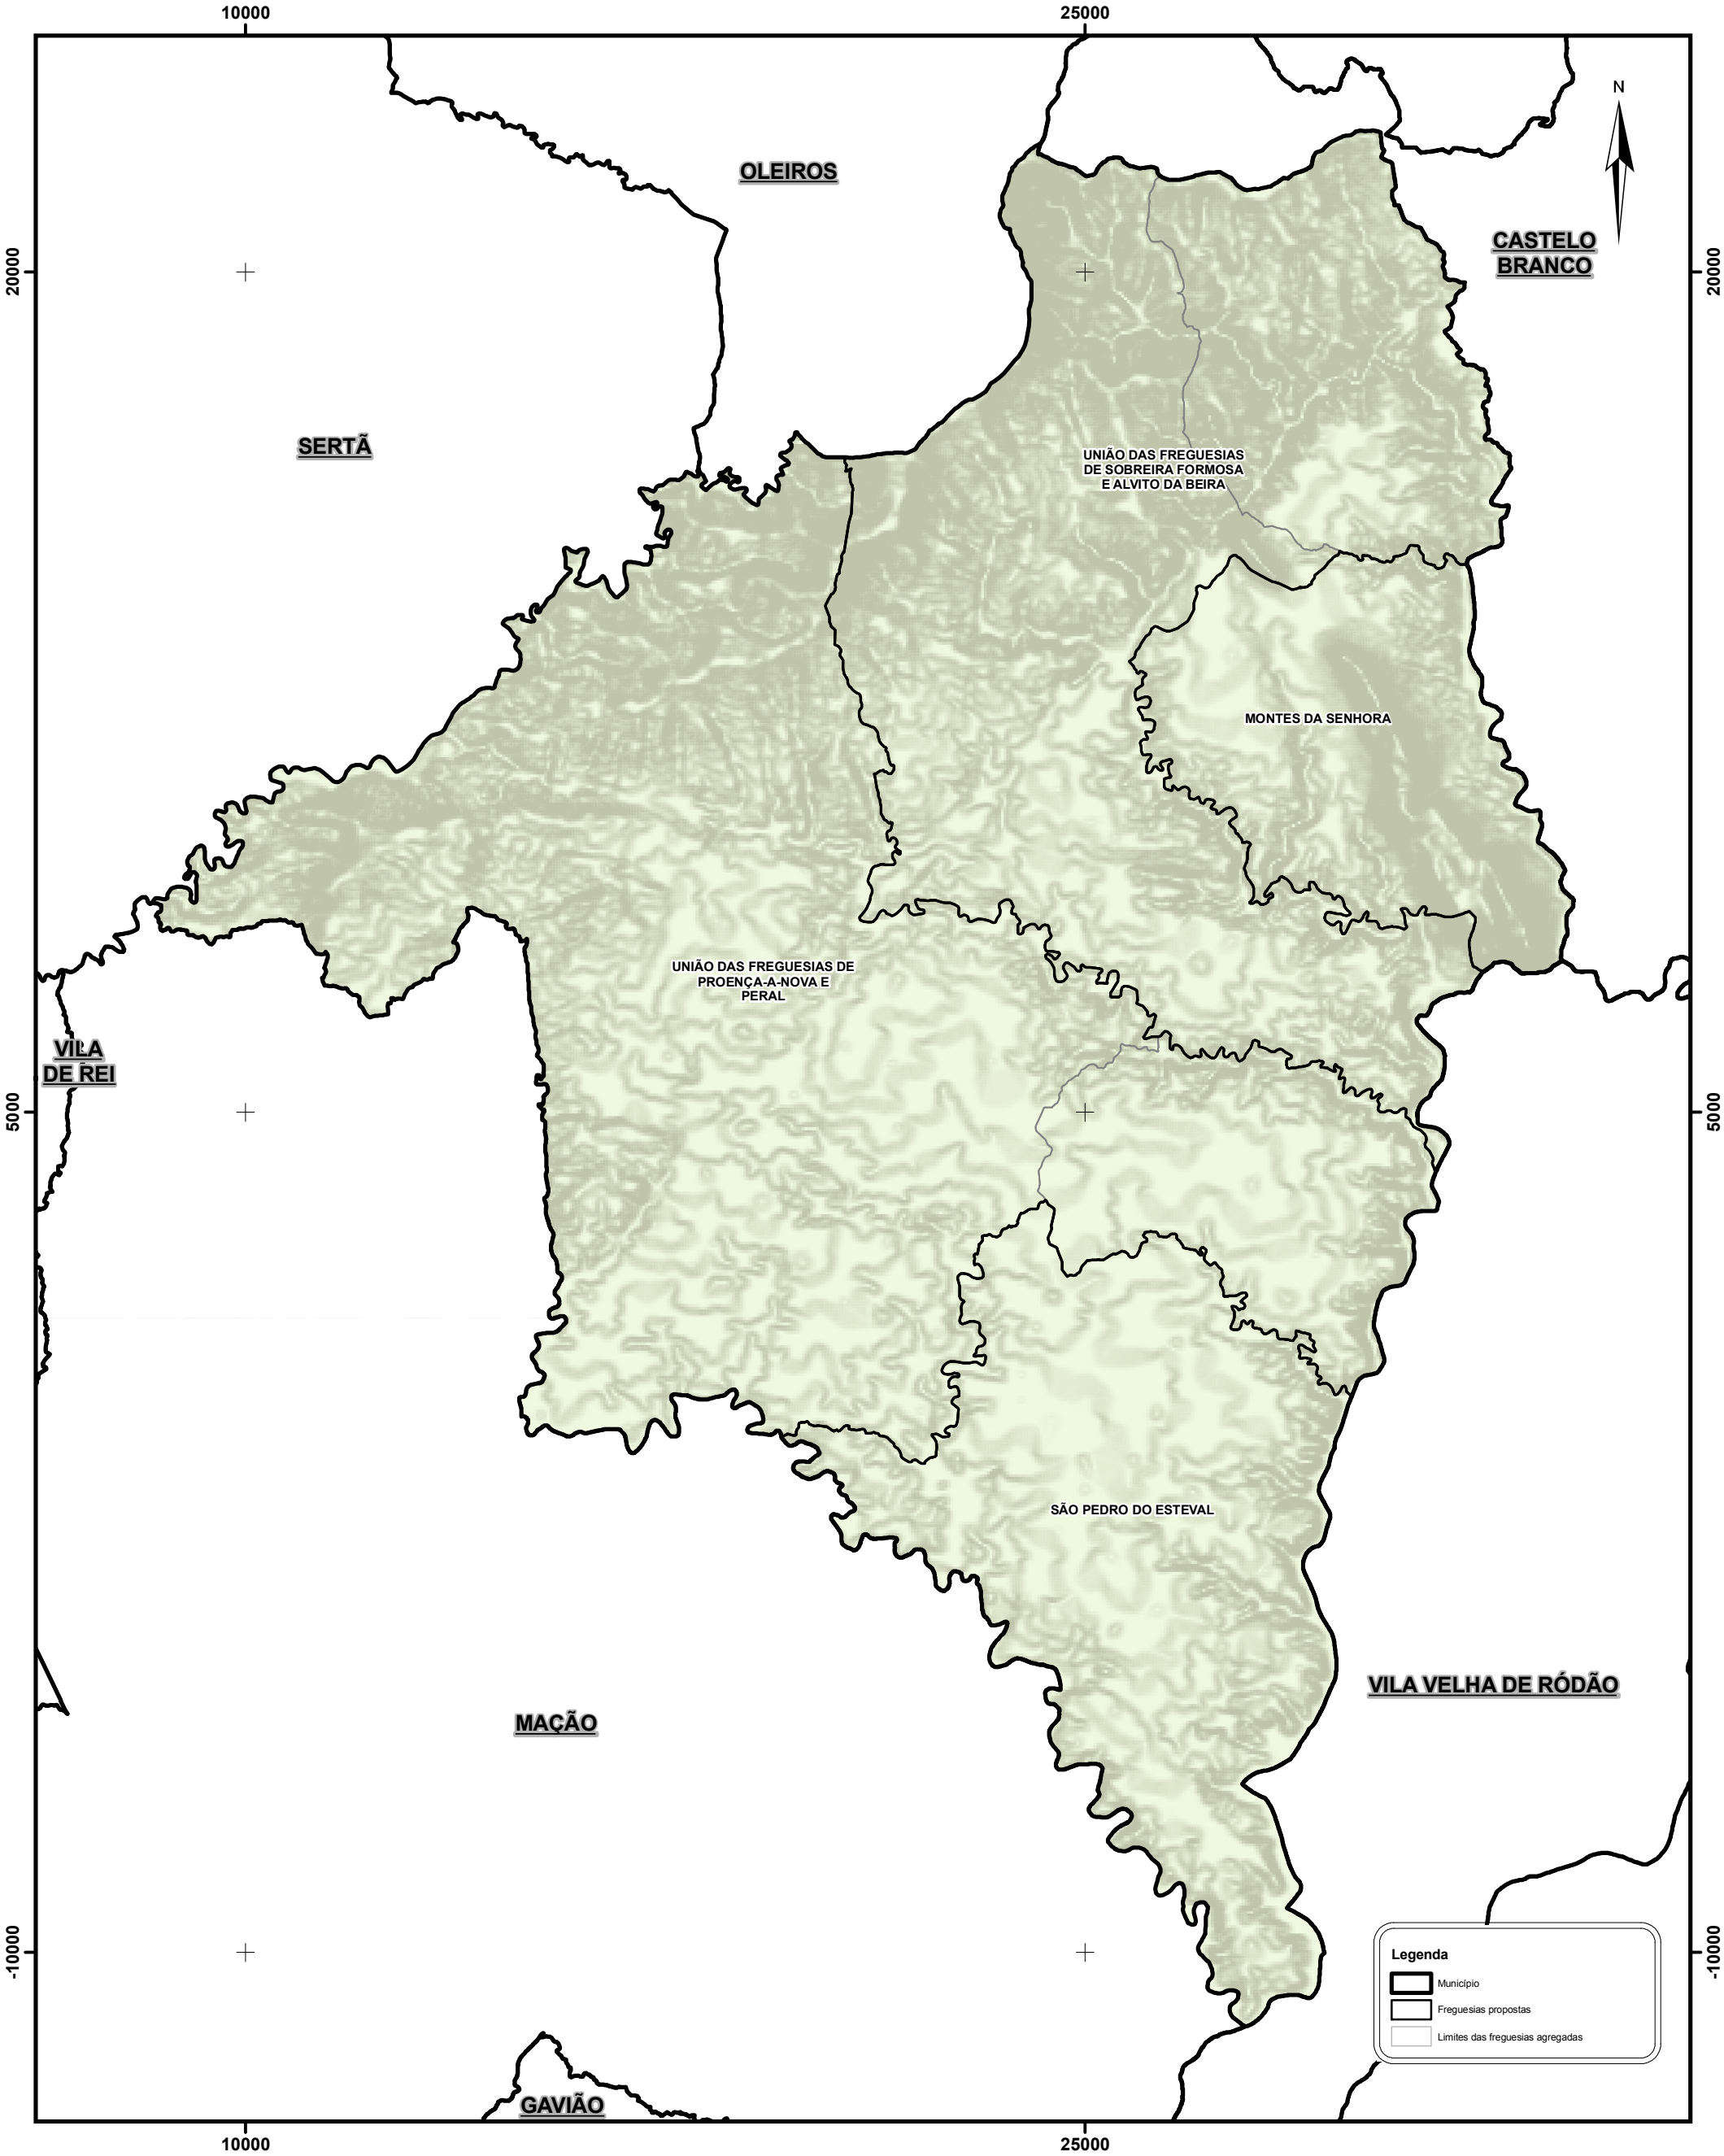 10000
25000
N
OLEIROS
CASTELO
BRANCO
20000
20000
SERTÃ
UNIÃO DAS FREGUESIAS
DE SOBREIRA FORMOSA
E ALVITO DA BEIRA
MONTES DA SENHORA
UNIÃO DAS FREGUESIAS DE
PROENÇA-A-NOVA E
PERAL
VILA
DE REI
5000
5000
SÃO PEDRO DO ESTEVAL
VILA VELHA DE RÓDÃO
MAÇÃO
-10000
-10000
Legenda
Município
Freguesias propostas
Limites das freguesias agregadas
GAVIÃO
10000
25000